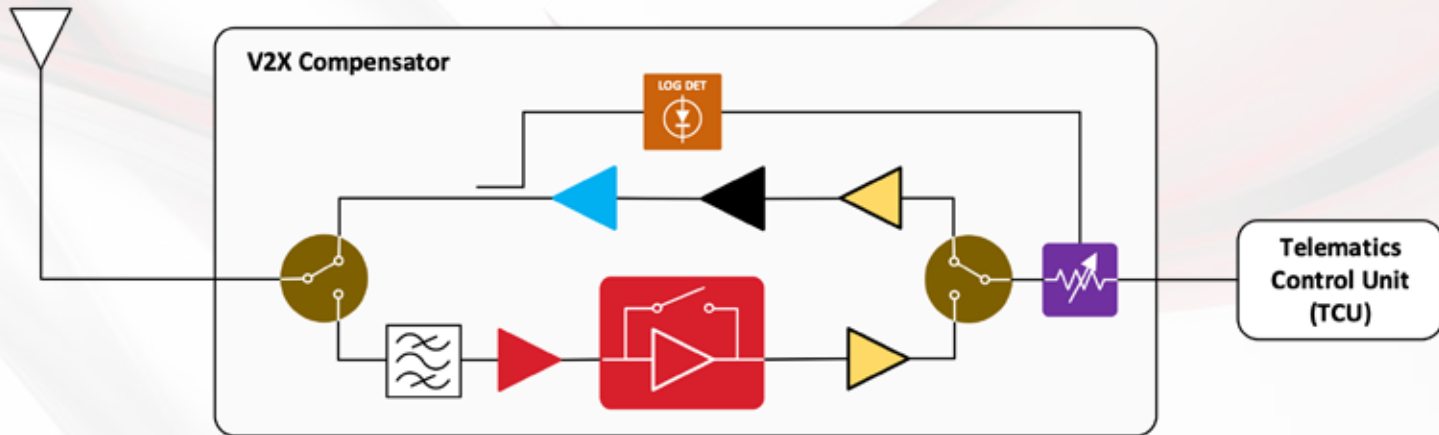 V2X Compensator
LOG DET
Telematics
Control Unit
(TCU)